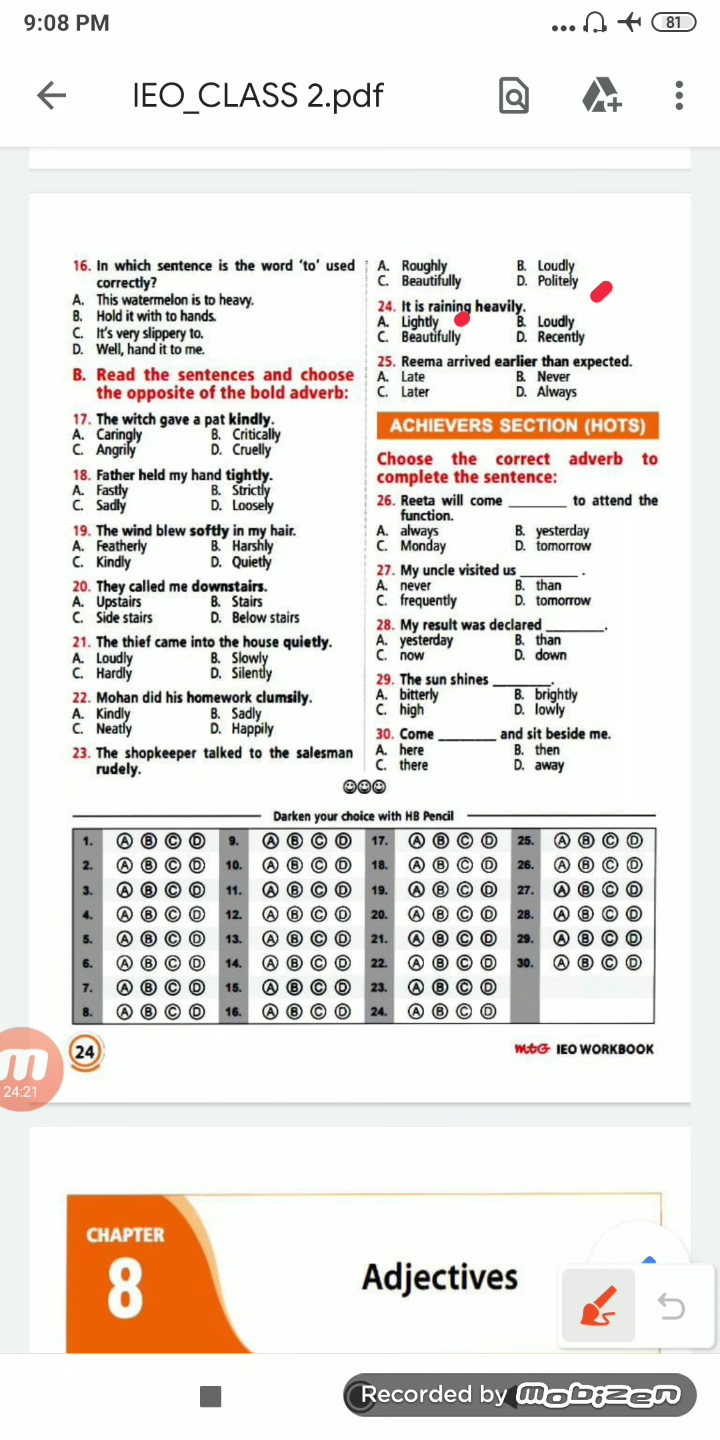 9:08 PM
81
IEO_CLASS 2.pdf
16. In which sentence is the word ‘to’ used
correctly?
A. This watermelon is to heavy.
B. Hold it with to hands.
C. It’s very slippery to.
D. Well, hand it to me.
B. Read the sentences and choose
the opposite of the bold adverb:
17. The witch gave a pat kindly.
A. Caringly B. Critically
C. Angrily D. Cruelly
18. Father held my hand tightly.
A. Fastly B. Strictly
C. Sadly D. Loosely
19. The wind blew softly in my hair.
A. Featherly B. Harshly
C. Kindly D. Quietly
20. They called me downstairs.
A. Upstairs B. Stairs
C. Side stairs D. Below stairs
21. The thief came into the house quietly.
A. Loudly B. Slowly
C. Hardly D. Silently
22. Mohan did his homework clumsily.
A. Kindly B. Sadly
C. Neatly D. Happily
23. The shopkeeper talked to the salesman
rudely.
A. Roughly B. Loudly
C. Beautifully D. Politely
24. It is raining heavily.
A. Lightly B. Loudly
C. Beautifully D. Recently
25. Reema arrived earlier than expected.
A. Late B. Never
C. Later D. Always
ACHIEVERS SECTION (HOTS)
Choose the correct adverb to
complete the sentence:
26. Reeta will come ________ to attend the
function.
A. always B. yesterday
C. Monday D. tomorrow
27. My uncle visited us ________ .
A. never B. than
C. frequently D. tomorrow
28. My result was declared ________.
A. yesterday B. than
C. now D. down
29. The sun shines ________.
A. bitterly B. brightly
C. high D. lowly
30. Come ________ and sit beside me.
A. here B. then
C. there D. away
Darken your choice with HB Pencil
1. A B C D 9. A B C D 17. A B C D 25. A B C D
2. A B C D 10. A B C D 18. A B C D 26. A B C D
3. A B C D 11. A B C D 19. A B C D 27. A B C D
4. A B C D 12. A B C D 20. A B C D 28. A B C D
5. A B C D 13. A B C D 21. A B C D 29. A B C D
6. A B C D 14. A B C D 22. A B C D 30. A B C D
7. A B C D 15. A B C D 23. A B C D
8. A B C D 16. A B C D 24. A B C D
24:21
24
mtG IEO WORKBOOK
CHAPTER
8
Adjectives
Recorded by mobizen